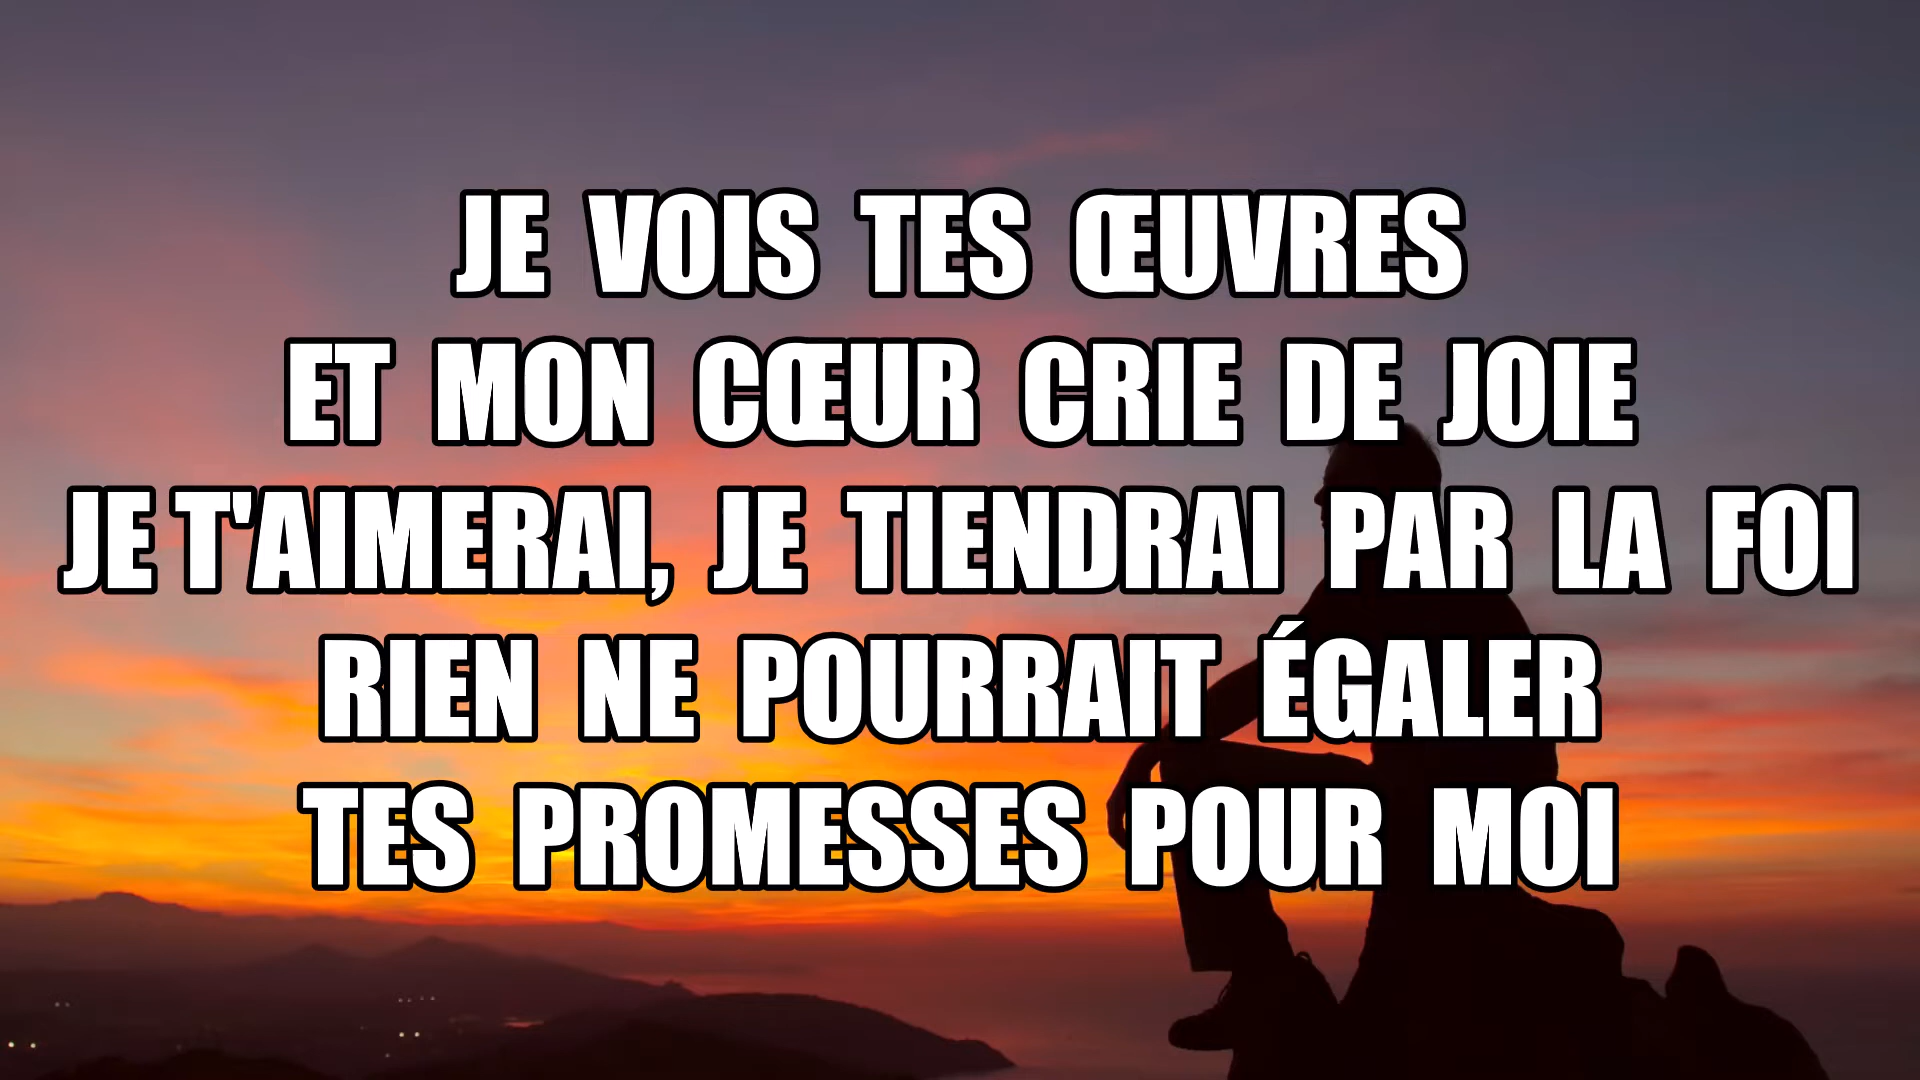 JE VOIS TES ŒUVRES
ET MON CŒUR CRIE DE JOIE
JE T'AIMERAI, JE TIENDRAI PAR LA FOI
RIEN NE POURRAIT ÉGALER
TES PROMESSES POUR MOI